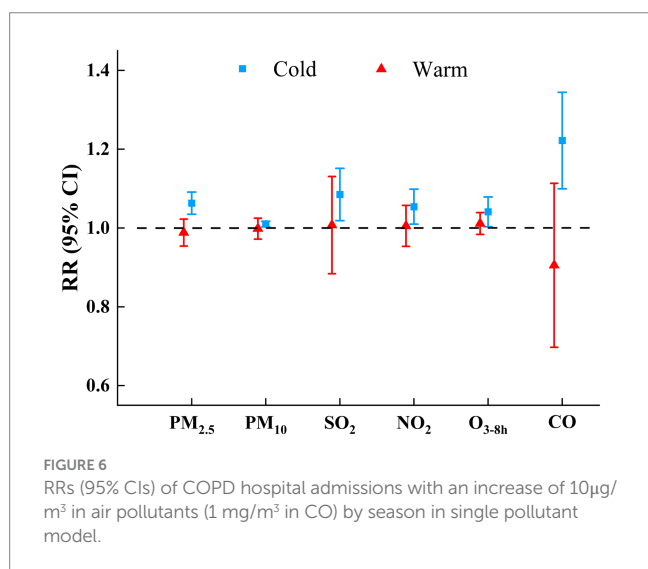 Cold Warm
RR (95% CI)
1.4
1.2
1.0
0.8
0.6
PM2.5 PM10 SO2 NO2 O3-8h CO
FIGURE 6
RRs (95% CIs) of COPD hospital admissions with an increase of 10μg/
m³ in air pollutants (1 mg/m³ in CO) by season in single pollutant
model.